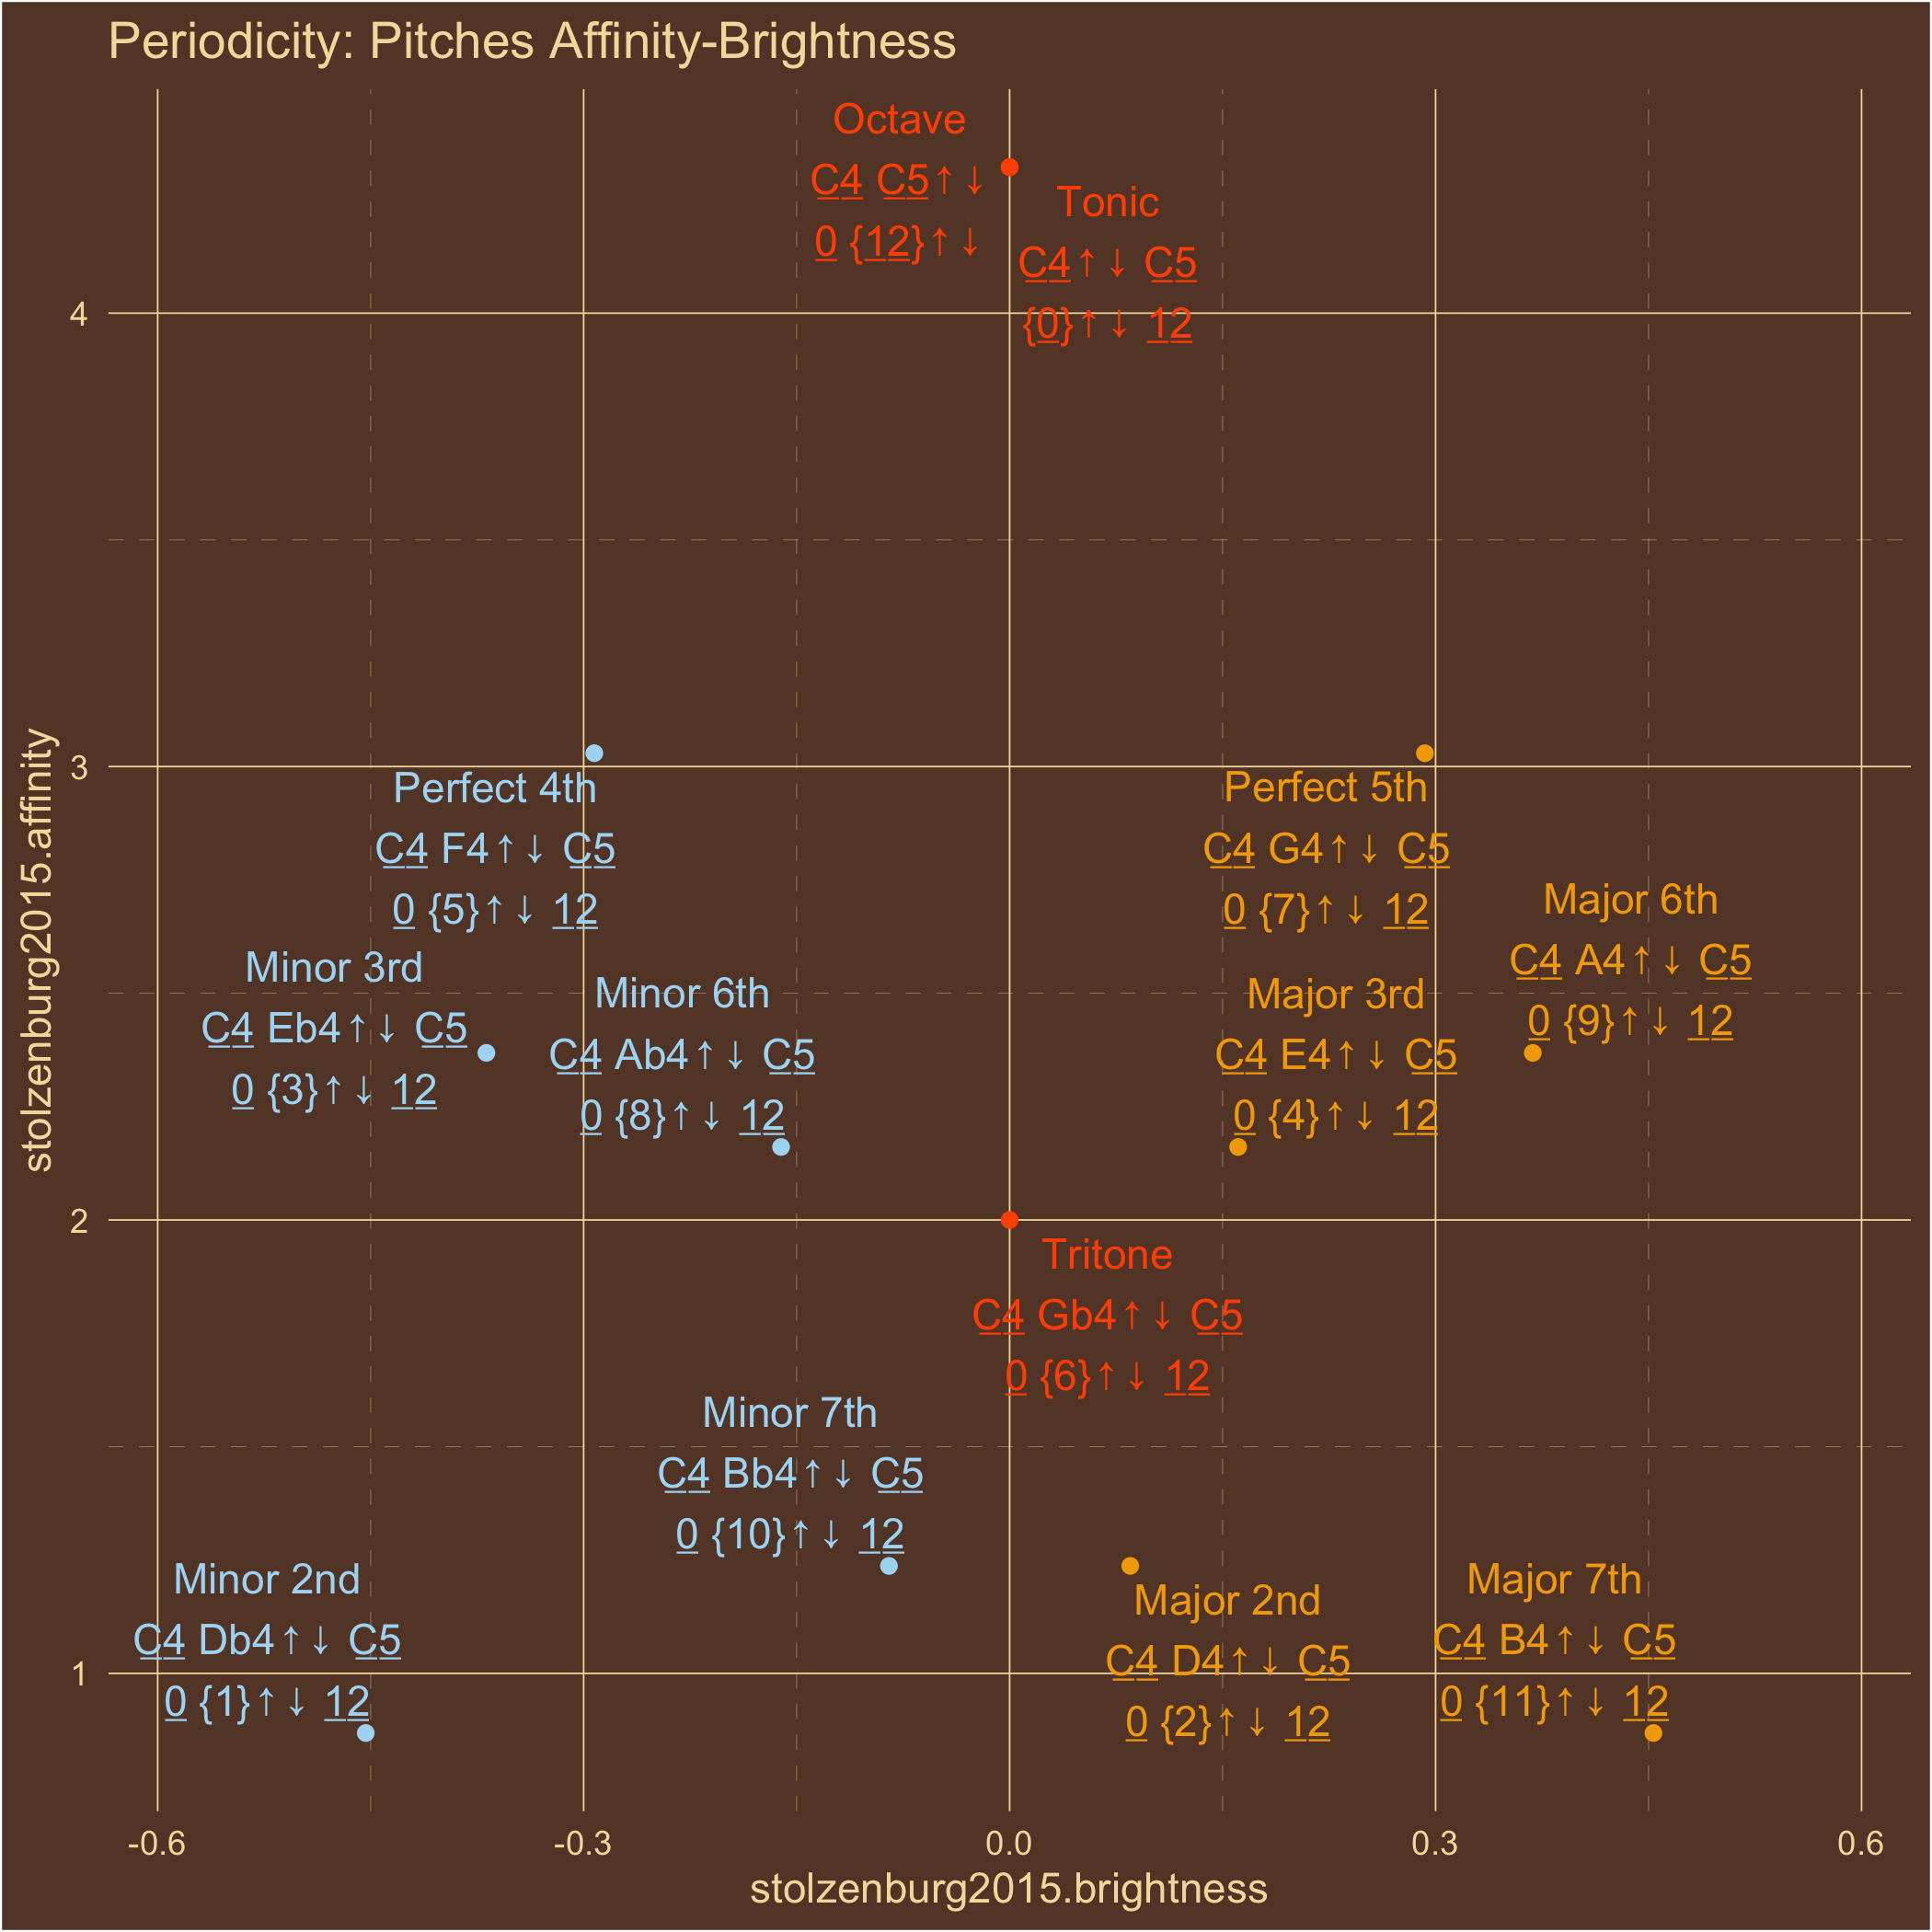 Periodicity: Pitches Affinity-Brightness
Octave
C4 C5↑↓
0 {12}↑↓
Tonic
C4↑↓ C5
{0}↑↓ 12
4
3
2
1
stolzenburg2015.affinity
Perfect 4th
C4 F4↑↓ C5
0 {5}↑↓ 12
Perfect 5th
C4 G4↑↓ C5
0 {7}↑↓ 12
Major 6th
C4 A4↑↓ C5
0 {9}↑↓ 12
Minor 3rd
C4 Eb4↑↓ C5
0 {3}↑↓ 12
Minor 6th
C4 Ab4↑↓ C5
0 {8}↑↓ 12
Major 3rd
C4 E4↑↓ C5
0 {4}↑↓ 12
Tritone
C4 Gb4↑↓ C5
0 {6}↑↓ 12
Minor 7th
C4 Bb4↑↓ C5
0 {10}↑↓ 12
Minor 2nd
C4 Db4↑↓ C5
0 {1}↑↓ 12
Major 2nd
C4 D4↑↓ C5
0 {2}↑↓ 12
Major 7th
C4 B4↑↓ C5
0 {11}↑↓ 12
-0.6 -0.3 0.0 0.3 0.6
stolzenburg2015.brightness